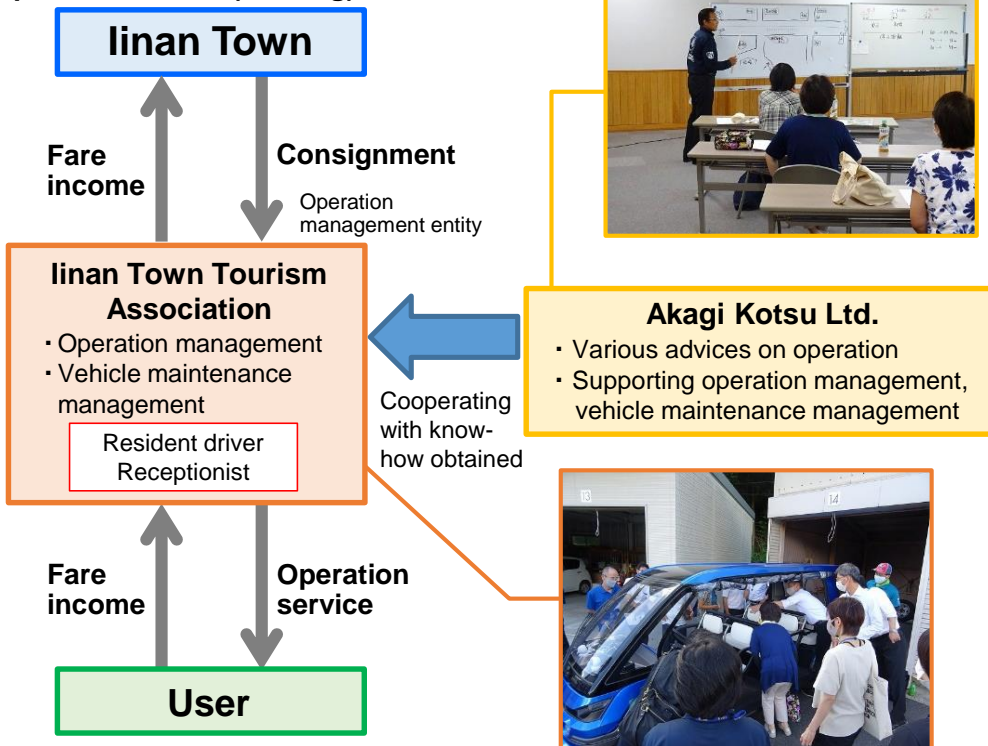 Iinan Town
Fare
income
Consignment
Operation
management entity
Iinan Town Tourism
Association
・Operation management
・Vehicle maintenance
management
Resident driver
Receptionist
Cooperating
with know-
how obtained
Akagi Kotsu Ltd.
・ Various advices on operation
・ Supporting operation management,
vehicle maintenance management
Fare
income
Operation
service
User
13
14